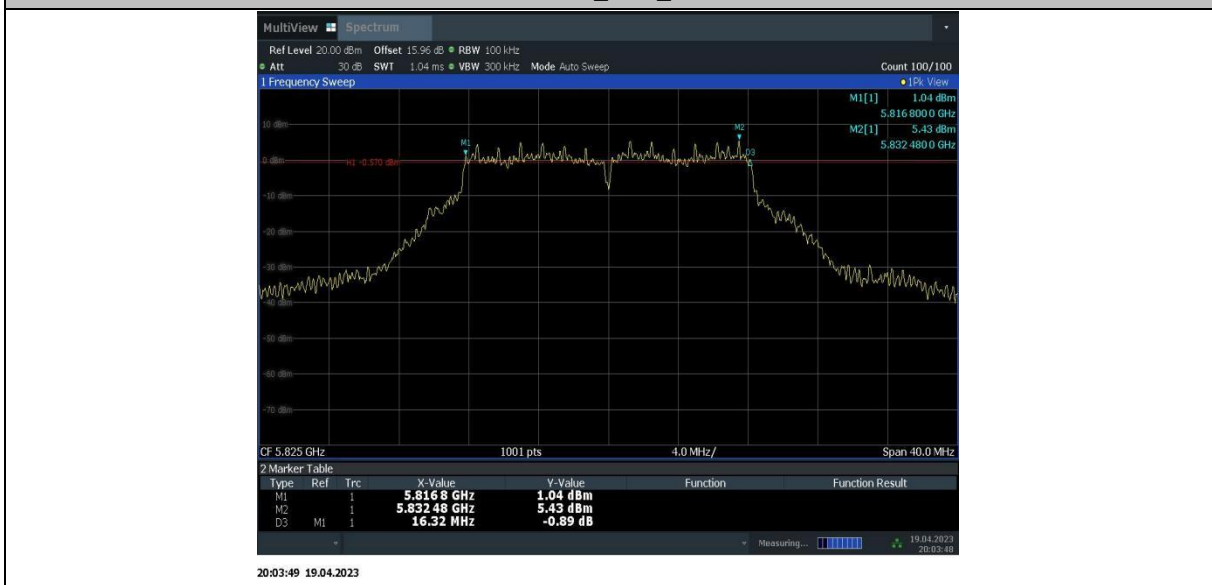 MultiView Spectrum
Ref Level 20.00 dBm Offset 15.96 dB RBW 100 kHz
Att 30 dB SWT 1.04 ms VBW 300 kHz Mode Auto Sweep Count 100/100
1 Frequency Sweep 1Pk View
M1[1] 1.04 dBm
5.816 800 0 GHz
M2[1] 5.43 dBm
5.832 480 0 GHz
10 dBm
M2
M1
D3
0 dBm
H1 -0.570 dBm
-10 dBm
-20 dBm
-30 dBm
-40 dBm
-50 dBm
-60 dBm
-70 dBm
CF 5.825 GHz 1001 pts 4.0 MHz/ Span 40.0 MHz
2 Marker Table
Type Ref Trc X-Value Y-Value Function Function Result
M1 1 5.816 8 GHz 1.04 dBm
M2 1 5.832 48 GHz 5.43 dBm
D3 M1 1 16.32 MHz -0.89 dB
Measuring... 19.04.2023
20:03:48
20:03:49 19.04.2023